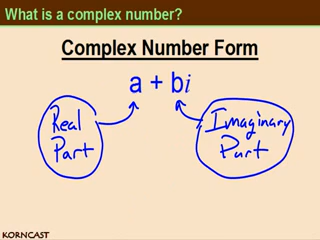 What is a complex number?
Complex Number Form
a + bi
Real
Part
Imaginary
Part
KORNCAST